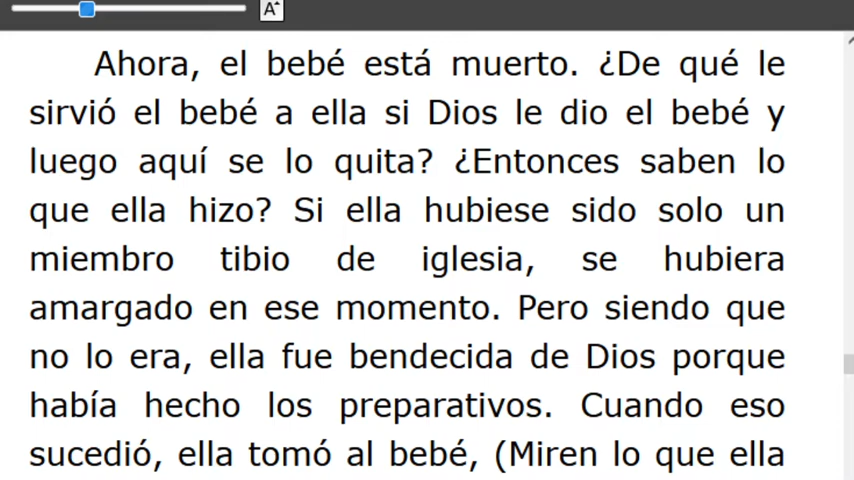 A
Ahora, el bebé está muerto. ¿De qué le
sirvió el bebé a ella si Dios le dio el bebé y
luego aquí se lo quita? ¿Entonces saben lo
que ella hizo? Si ella hubiese sido solo un
miembro tibio de iglesia, se hubiera
amargado en ese momento. Pero siendo que
no lo era, ella fue bendecida de Dios porque
había hecho los preparativos. Cuando eso
sucedió, ella tomó al bebé, (Miren lo que ella